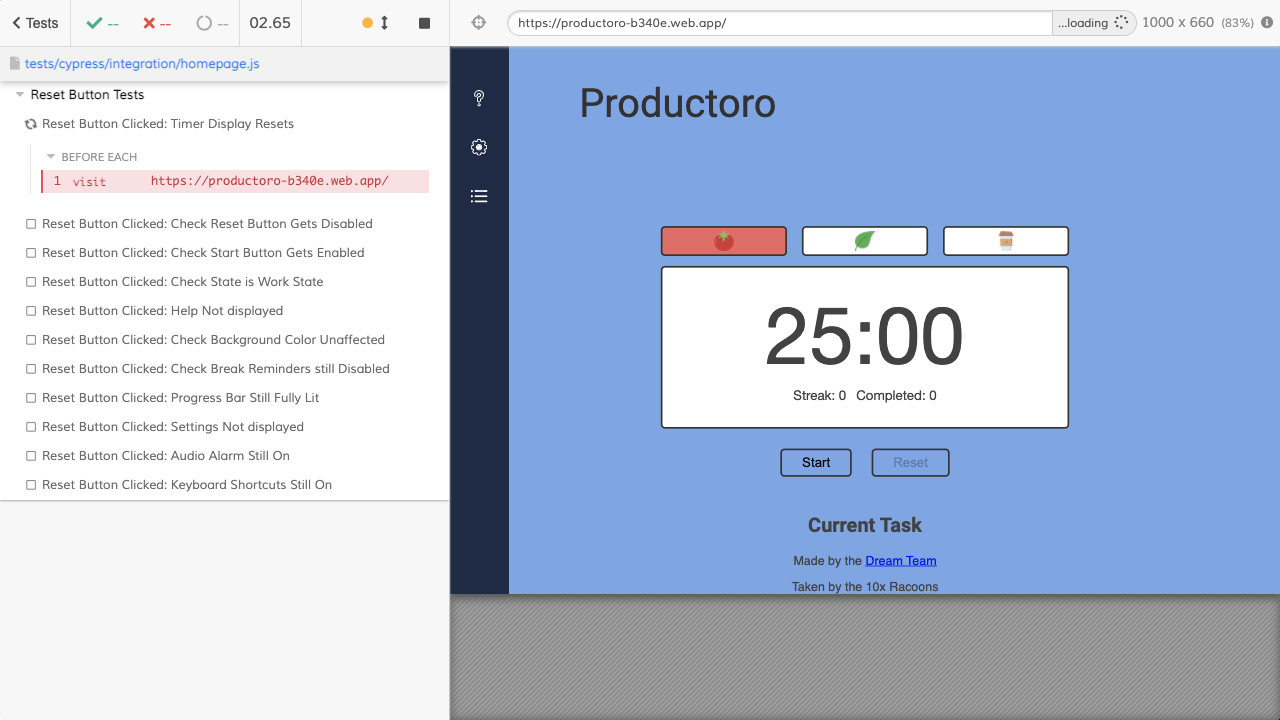 Tests
--
--
--
02.65
https://productoro-b340e.web.app/
...loading
1000 x 660 (83%)
tests/cypress/integration/homepage.js
Reset Button Tests
Reset Button Clicked: Timer Display Resets
BEFORE EACH
1 visit https://productoro-b340e.web.app/
Reset Button Clicked: Check Reset Button Gets Disabled
Reset Button Clicked: Check Start Button Gets Enabled
Reset Button Clicked: Check State is Work State
Reset Button Clicked: Help Not displayed
Reset Button Clicked: Check Background Color Unaffected
Reset Button Clicked: Check Break Reminders still Disabled
Reset Button Clicked: Progress Bar Still Fully Lit
Reset Button Clicked: Settings Not displayed
Reset Button Clicked: Audio Alarm Still On
Reset Button Clicked: Keyboard Shortcuts Still On
Productoro
25:00
Streak: 0 Completed: 0
Start
Reset
Current Task
Made by the Dream Team
Taken by the 10x Racoons